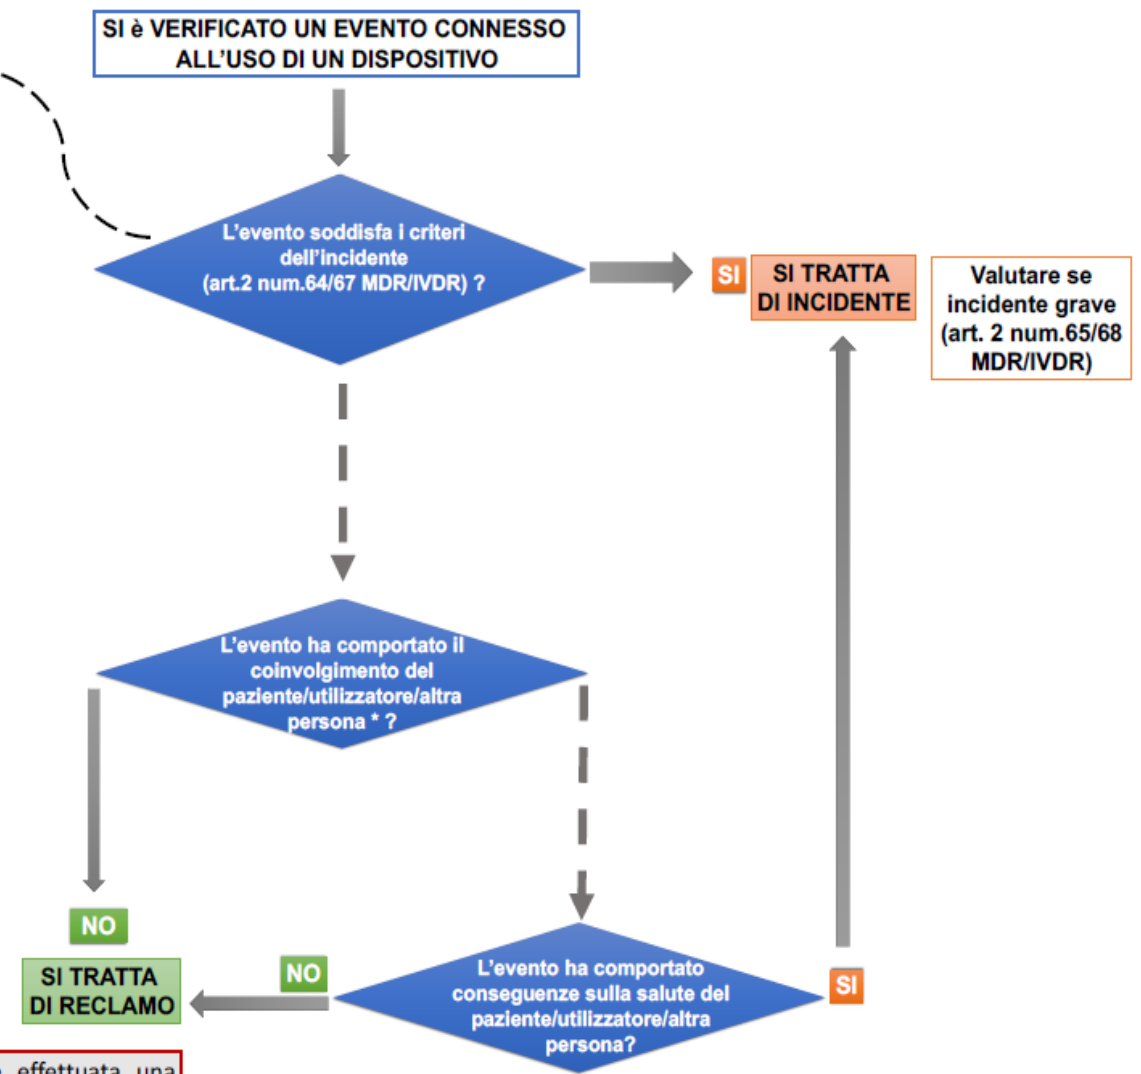 SI è VERIFICATO UN EVENTO CONNESSO
ALL'USO DI UN DISPOSITIVO
L'evento soddisfa i criteri
dell'incidente
(art.2 num.64/67 MDR/IVDR) ?
SI
SI TRATTA
DI INCIDENTE
Valutare se
incidente grave
(art. 2 num.65/68
MDR/IVDR)
L'evento ha comportato il
coinvolgimento del
paziente/utilizzatore/altra
persona * ?
NO
SI TRATTA
DI RECLAMO
NO
L'evento ha comportato
conseguenze sulla salute del
paziente/utilizzatore/altra
persona?
SI
effettuata una